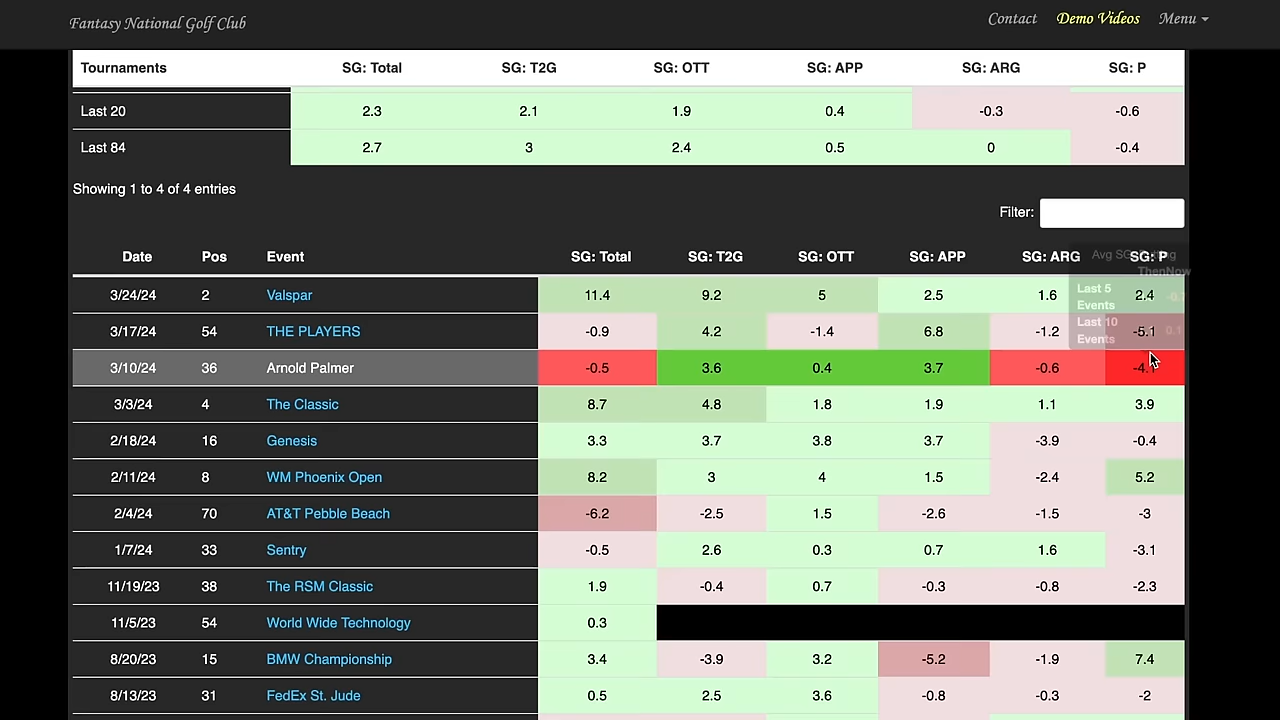 Fantasy National Golf Club Contact Demo Videos Menu
Tournaments SG: Total SG: T2G SG: OTT SG: APP SG: ARG SG: P
Last 20 2.3 2.1 1.9 0.4 -0.3 -0.6
Last 84 2.7 3 2.4 0.5 0 -0.4
Showing 1 to 4 of 4 entries
Filter:
Date Pos Event SG: Total SG: T2G SG: OTT SG: APP SG: ARG SG: P
Avg SG:
ThenNow
3/24/24 2 Valspar 11.4 9.2 5 2.5 1.6 2.4
Last 5
Events
3/17/24 54 THE PLAYERS -0.9 4.2 -1.4 6.8 -1.2 -5.1
Last 10 0.1
Events
3/10/24 36 Arnold Palmer -0.5 3.6 0.4 3.7 -0.6 -4.1
3/3/24 4 The Classic 8.7 4.8 1.8 1.9 1.1 3.9
2/18/24 16 Genesis 3.3 3.7 3.8 3.7 -3.9 -0.4
2/11/24 8 WM Phoenix Open 8.2 3 4 1.5 -2.4 5.2
2/4/24 70 AT&T Pebble Beach -6.2 -2.5 1.5 -2.6 -1.5 -3
1/7/24 33 Sentry -0.5 2.6 0.3 0.7 1.6 -3.1
11/19/23 38 The RSM Classic 1.9 -0.4 0.7 -0.3 -0.8 -2.3
11/5/23 54 World Wide Technology 0.3
8/20/23 15 BMW Championship 3.4 -3.9 3.2 -5.2 -1.9 7.4
8/13/23 31 FedEx St. Jude 0.5 2.5 3.6 -0.8 -0.3 -2